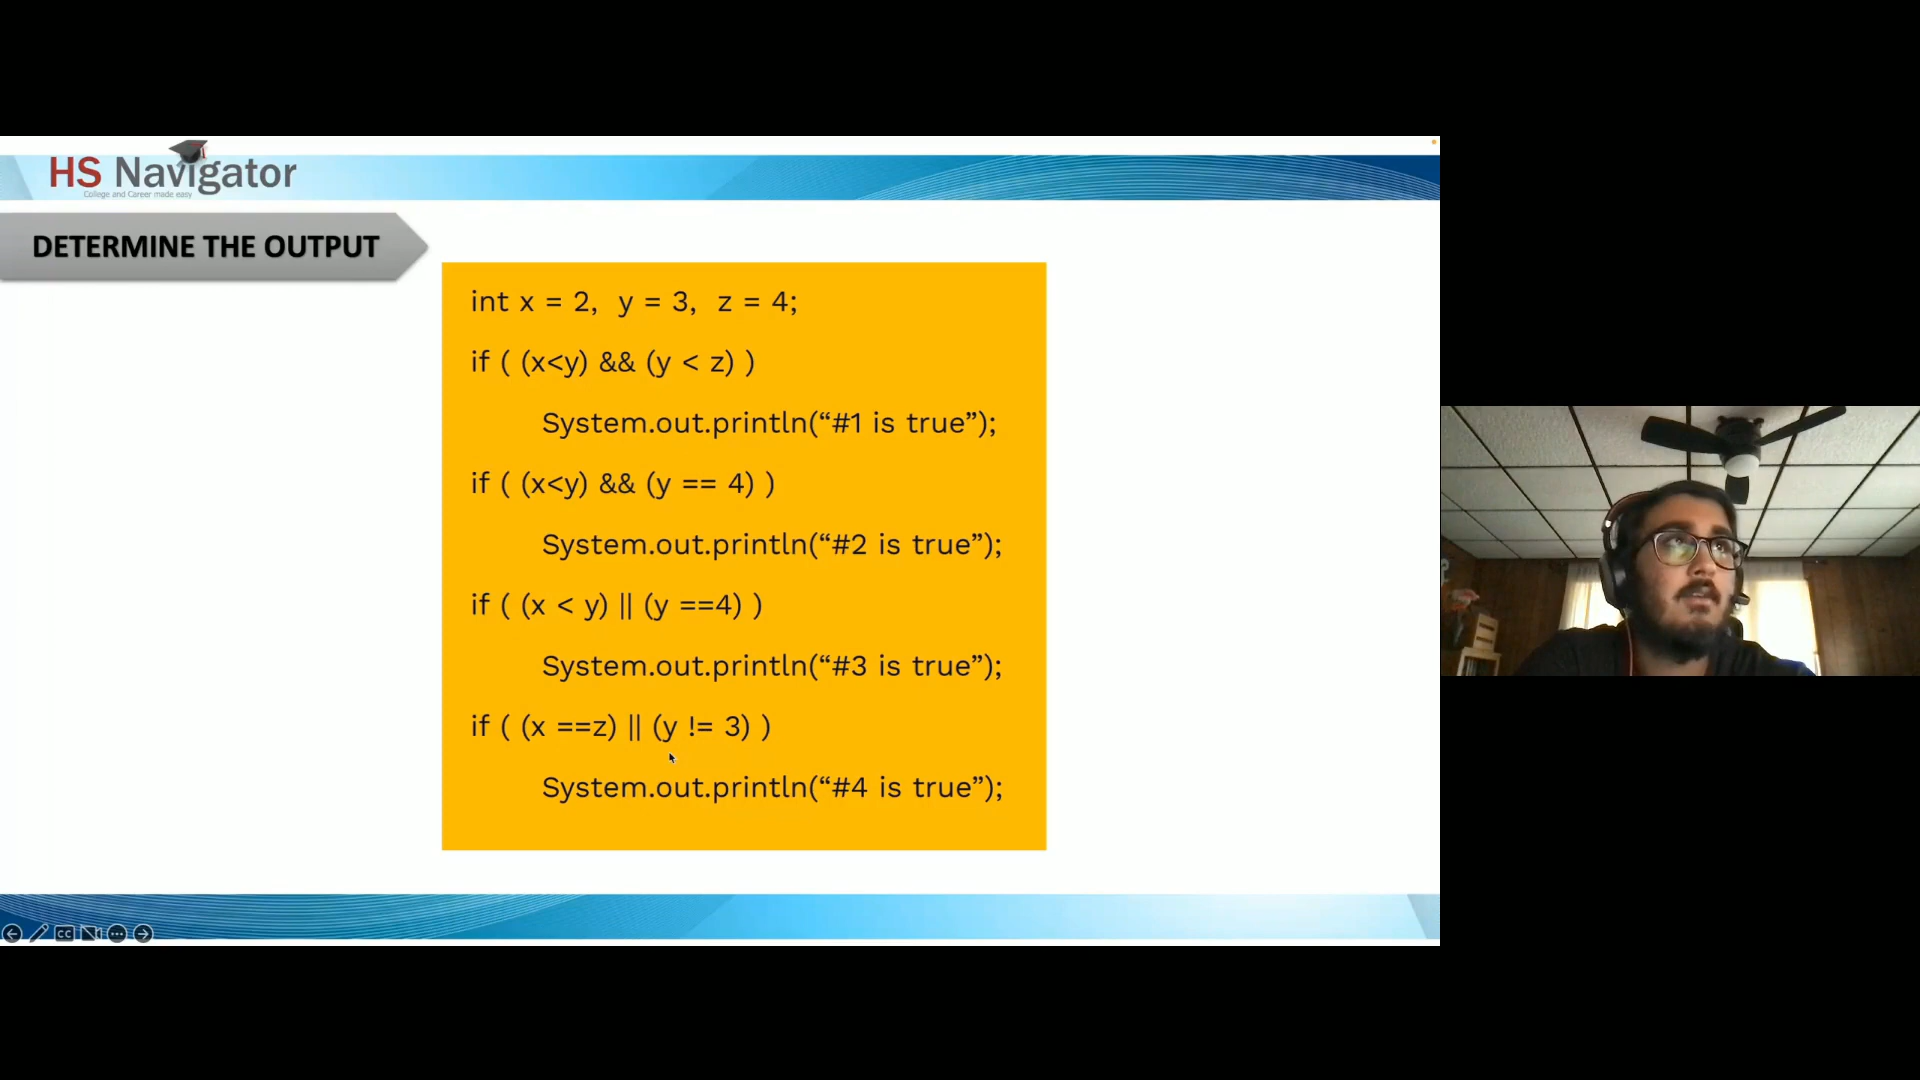 HS Navigator
College and Career made easy
DETERMINE THE OUTPUT
int x = 2,  y = 3,  z = 4;
if ( (x<y) && (y < z) )
System.out.println(“#1 is true”);
if ( (x<y) && (y == 4) )
System.out.println(“#2 is true”);
if ( (x < y) || (y ==4) )
System.out.println(“#3 is true”);
if ( (x ==z) || (y != 3) )
System.out.println(“#4 is true”);
CC